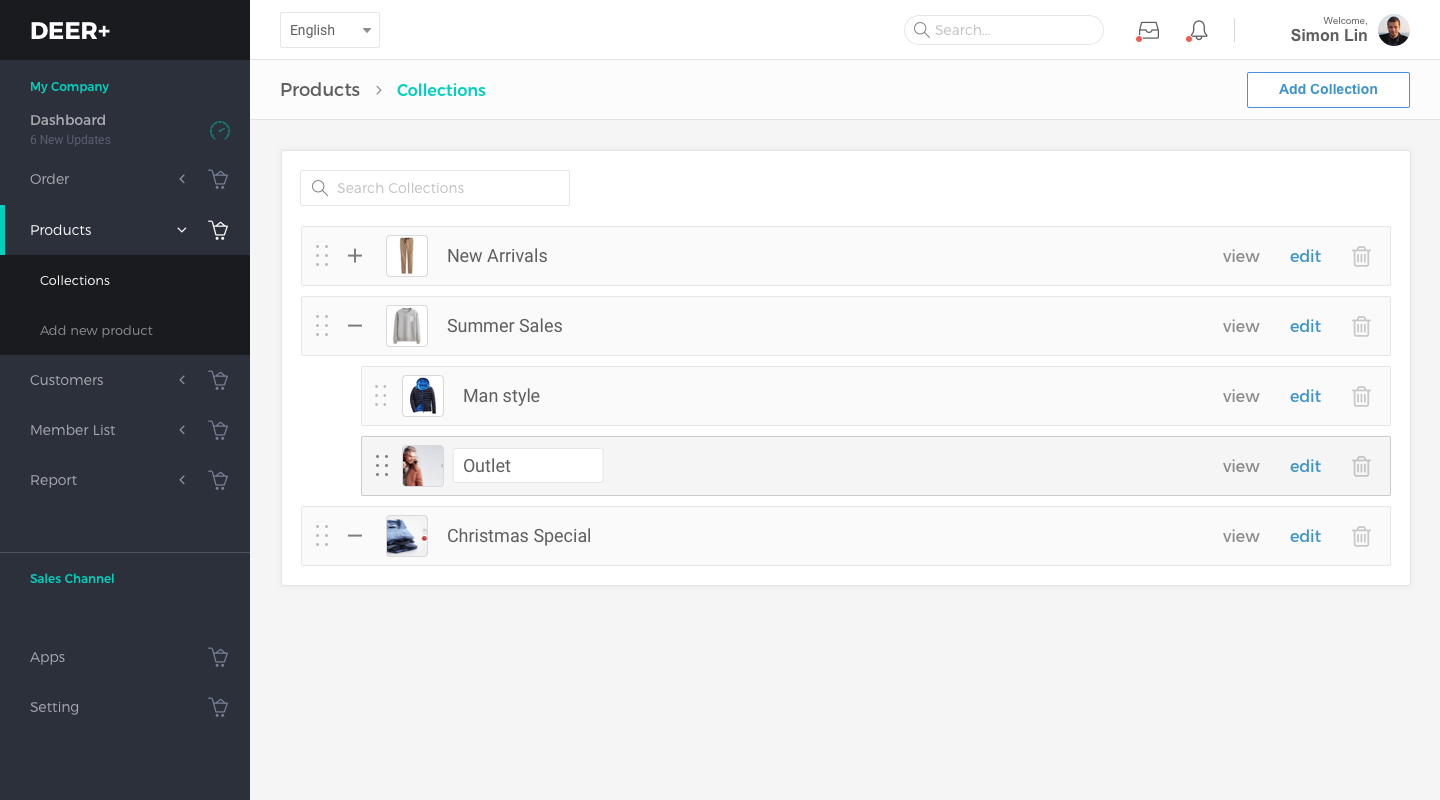 DEER+
English
Search...
Welcome,
Simon Lin
My Company
Dashboard
6 New Updates
Order
Products
Collections
Add new product
Customers
Member List
Report
Sales Channel
Apps
Setting
Products > Collections
Add Collection
Search Collections
New Arrivals view edit
Summer Sales view edit
Man style view edit
Outlet view edit
Christmas Special view edit